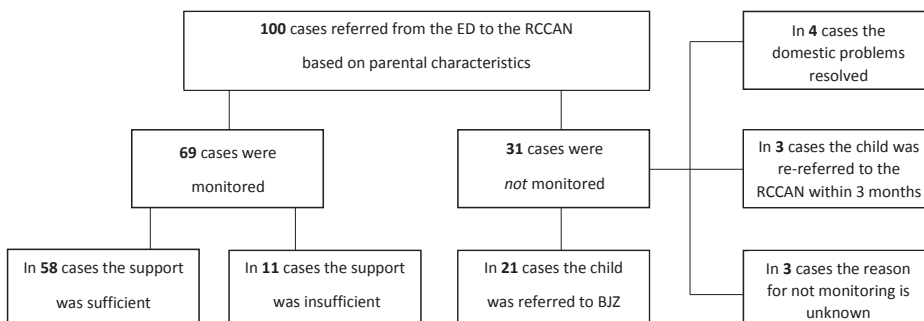 100 cases referred from the ED to the RCCAN
based on parental characteristics
In 4 cases the
domestic problems
resolved
69 cases were
monitored
31 cases were
not monitored
In 3 cases the child was
re-referred to the
RCCAN within 3 months
In 58 cases the support
was sufficient
In 11 cases the support
was insufficient
In 21 cases the child
was referred to BJZ
In 3 cases the reason
for not monitoring is
unknown